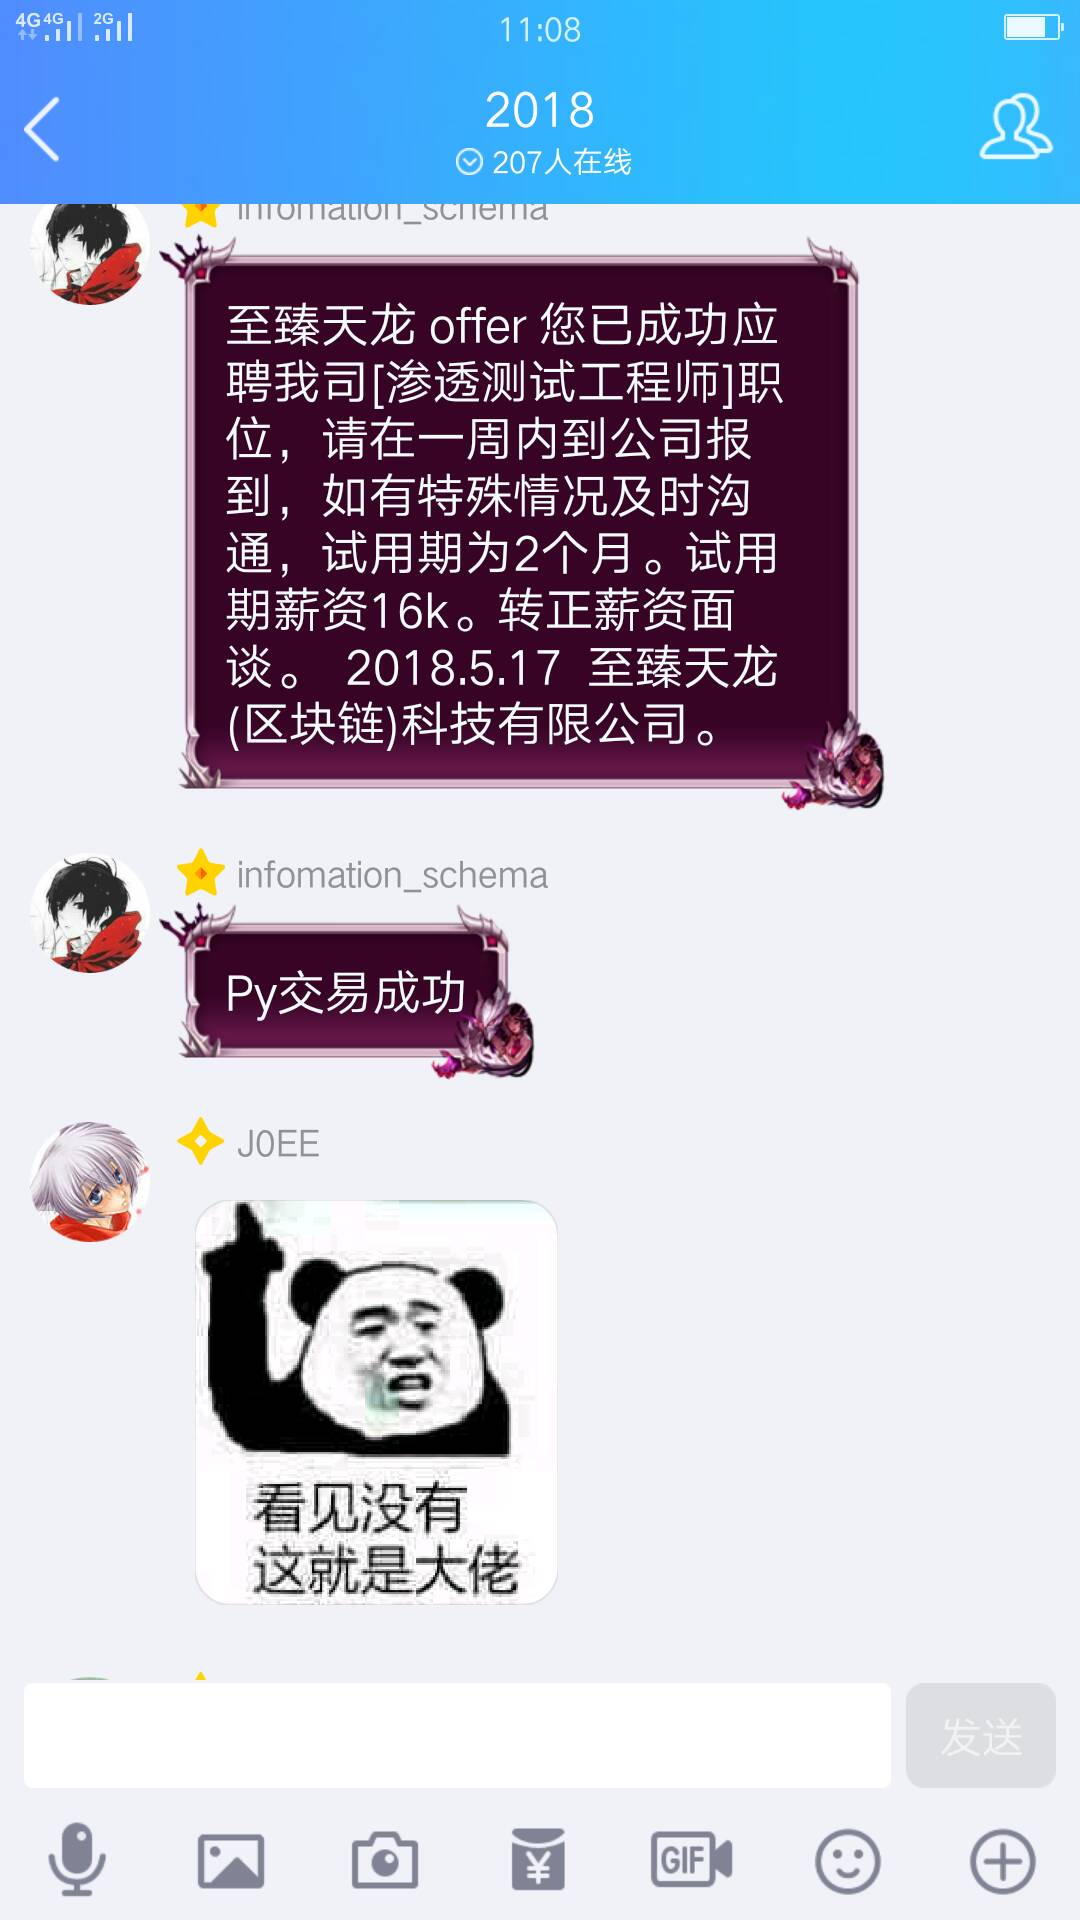 4G 4G 2G
11:08
2018
207人在线
infomation_schema
至臻天龙 offer 您已成功应
聘我司[渗透测试工程师]职
位，请在一周内到公司报
到，如有特殊情况及时沟
通，试用期为2个月。试用
期薪资16k。转正薪资面
谈。 2018.5.17 至臻天龙
(区块链)科技有限公司。
infomation_schema
Py交易成功
J0EE
看见没有
这就是大佬
发送
¥
GIF